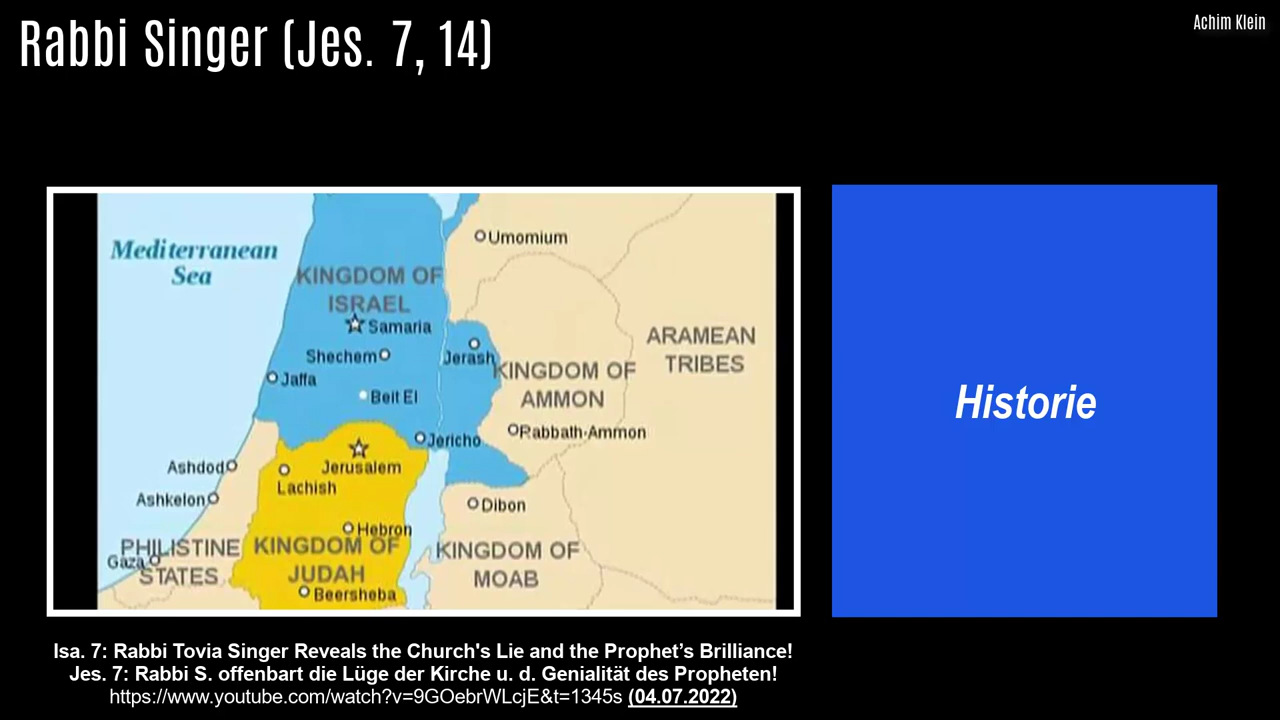 Rabbi Singer (Jes. 7, 14)
Achim Klein
Mediterranean
Sea
Umomium
KINGDOM OF
ISRAEL
Samaria
ARAMEAN
TRIBES
Shechem
Jerash
KINGDOM OF
AMMON
Jaffa
Beit El
Rabbath-Ammon
Jericho
Ashdod
Jerusalem
Lachish
Ashkelon
Dibon
Hebron
PHILISTINE
STATES
Gaza
KINGDOM OF
JUDAH
KINGDOM OF
MOAB
Beersheba
Historie
Isa. 7: Rabbi Tovia Singer Reveals the Church's Lie and the Prophet’s Brilliance!
Jes. 7: Rabbi S. offenbart die Lüge der Kirche u. d. Genialität des Propheten!
https://www.youtube.com/watch?v=9GOebrWLcjE&t=1345s (04.07.2022)